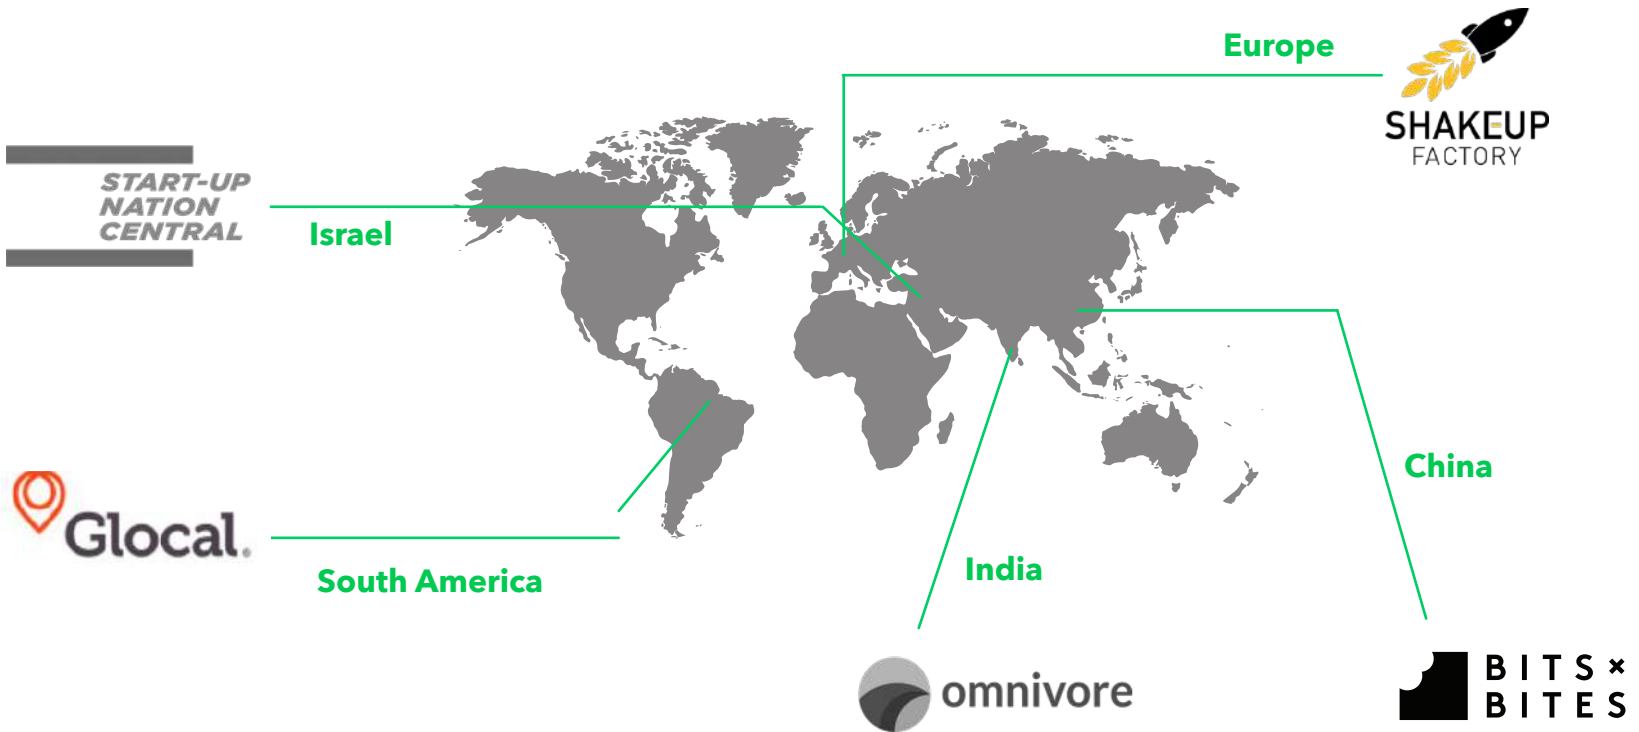 Europe
SHAKEUP
FACTORY
START-UP
NATION
CENTRAL
Israel
China
Glocal.
South America
India
omnivore
BITS ×
BITES